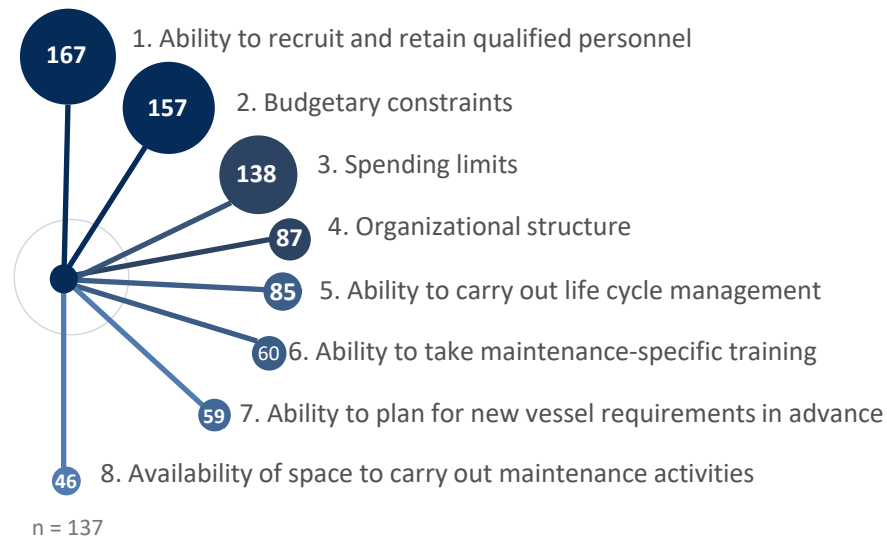 167 1. Ability to recruit and retain qualified personnel
157 2. Budgetary constraints
138 3. Spending limits
87 4. Organizational structure
85 5. Ability to carry out life cycle management
60 6. Ability to take maintenance-specific training
59 7. Ability to plan for new vessel requirements in advance
46 8. Availability of space to carry out maintenance activities
n = 137